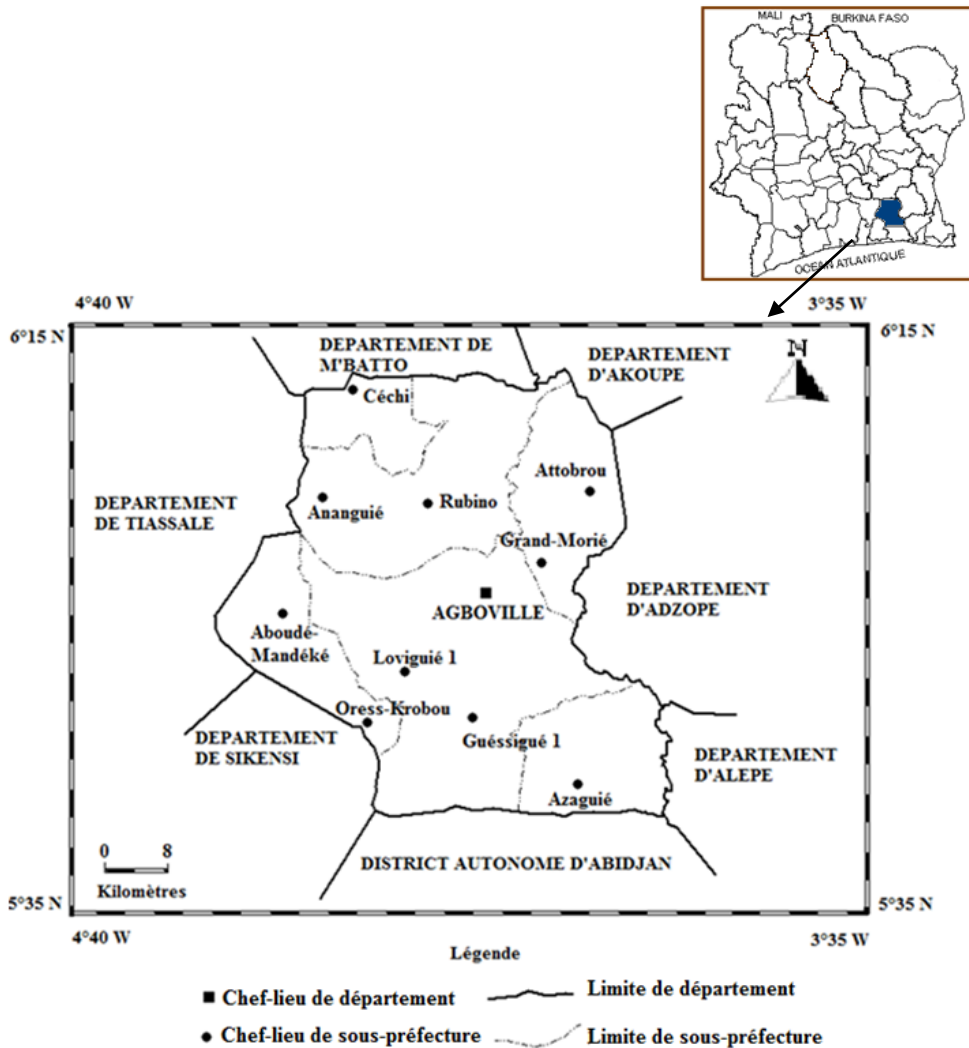 MALI
BURKINA FASO
OCEAN ATLANTIQUE
4°40 W
3°35 W
6°15 N
6°15 N
DEPARTEMENT DE
M'BATTO
DEPARTEMENT
D'AKOUPE
N
Céchi
Attobrou
DEPARTEMENT
DE TIASSALE
Ananguié
Rubino
Grand-Morié
DEPARTEMENT
D'ADZOPE
AGBOVILLE
Aboudé-
Mandéké
Loviguié 1
Oress-Krobou
DEPARTEMENT
DE SIKENSI
Guéssigué 1
DEPARTEMENT
D'ALEPE
Azaguié
0 8
Kilomètres
DISTRICT AUTONOME D'ABIDJAN
5°35 N
5°35 N
4°40 W
3°35 W
Légende
Chef-lieu de département
Limite de département
Chef-lieu de sous-préfecture
Limite de sous-préfecture